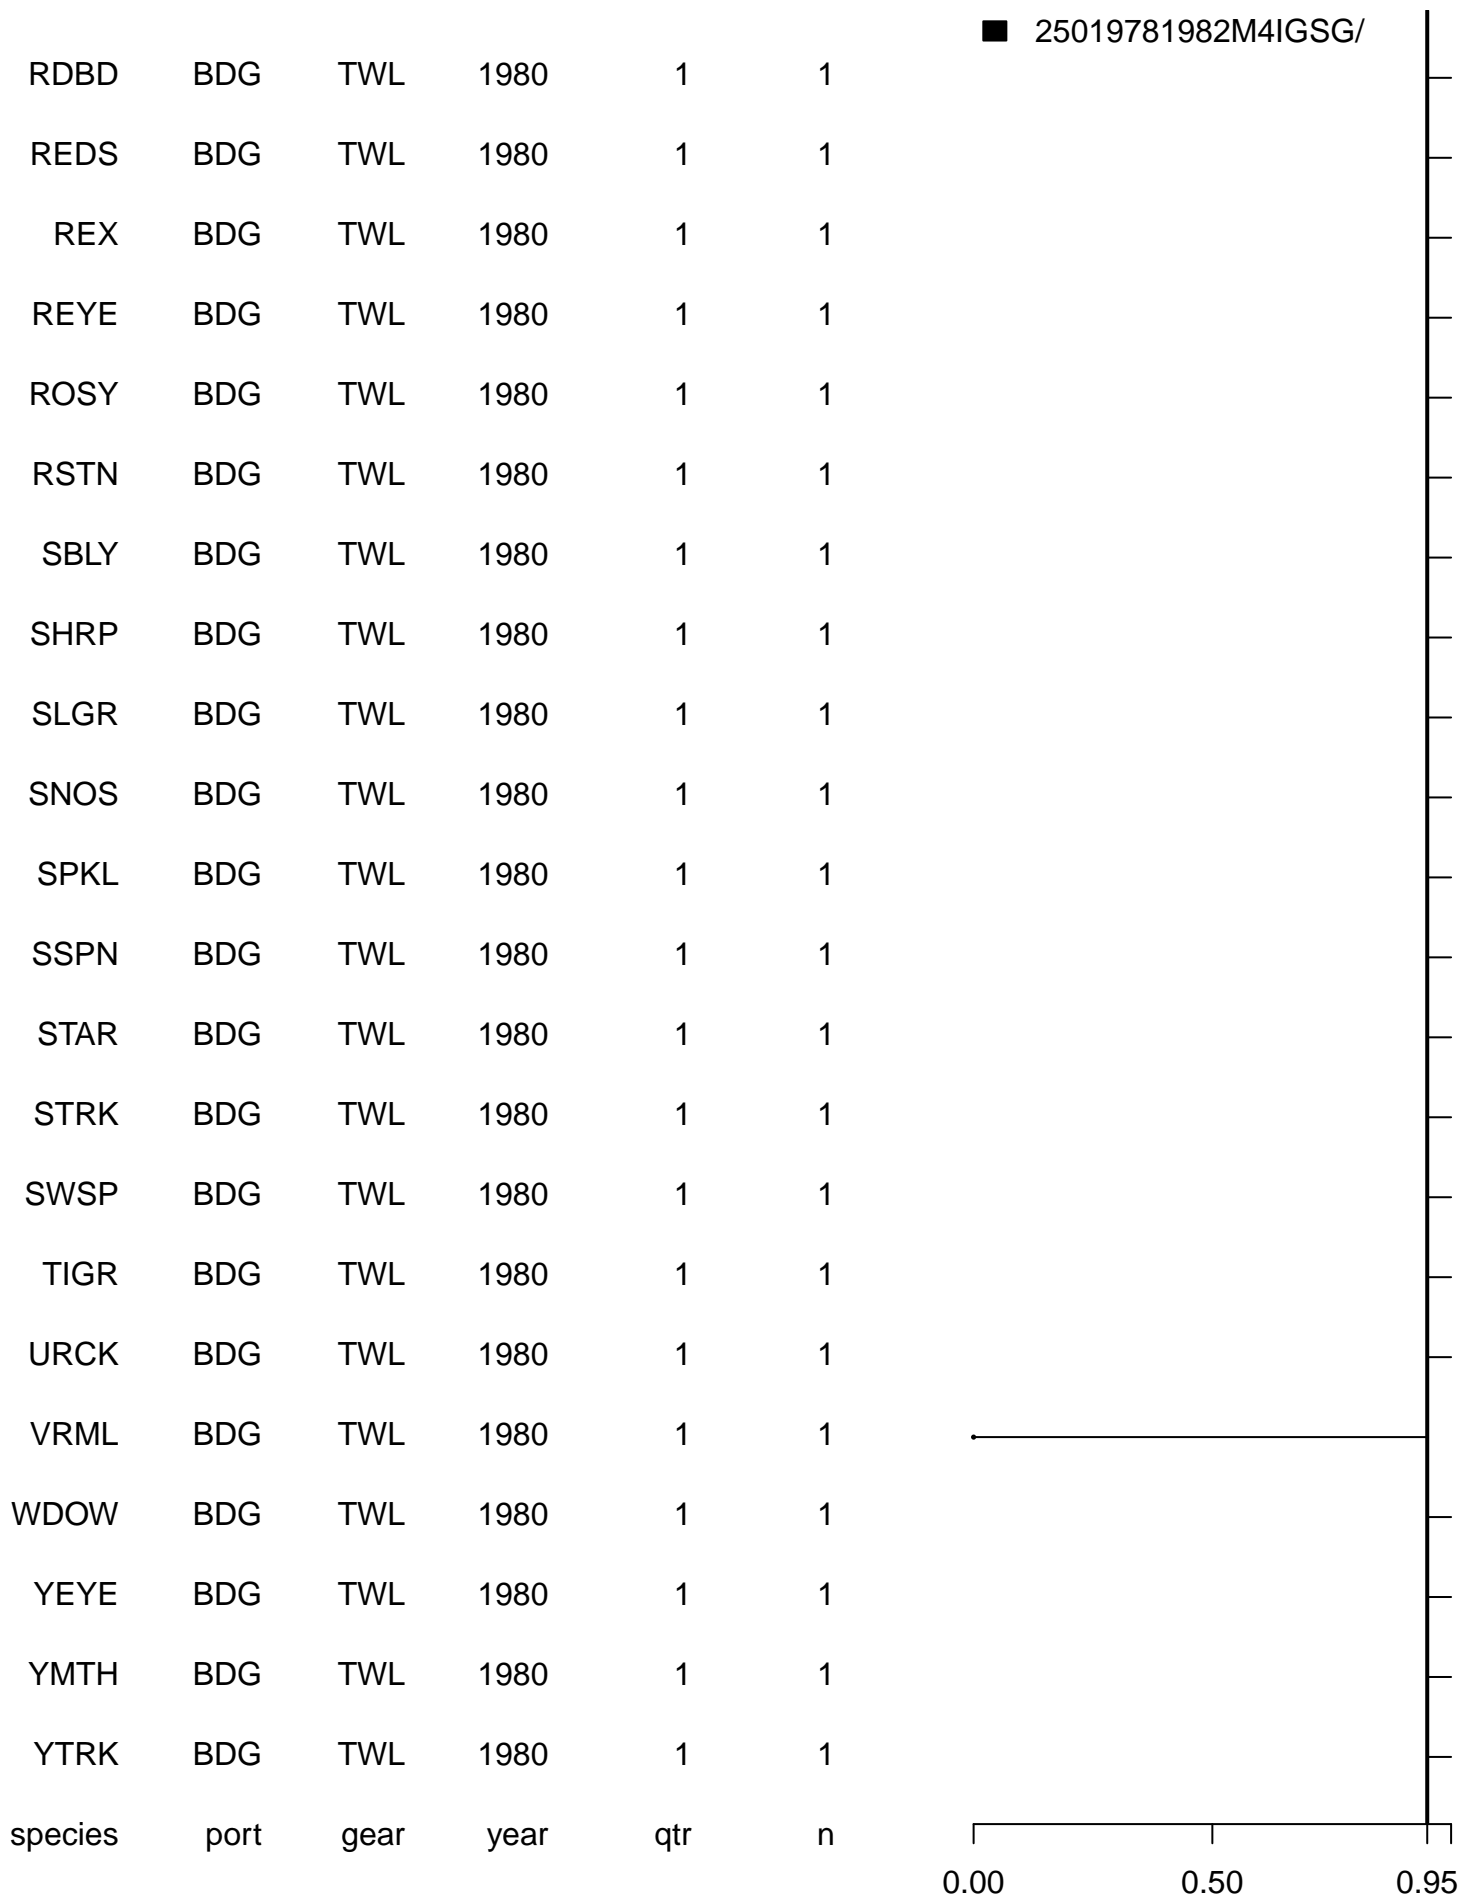 25019781982M4IGSG/
RDBD BDG TWL 1980 1 1
REDS BDG TWL 1980 1 1
REX BDG TWL 1980 1 1
REYE BDG TWL 1980 1 1
ROSY BDG TWL 1980 1 1
RSTN BDG TWL 1980 1 1
SBLY BDG TWL 1980 1 1
SHRP BDG TWL 1980 1 1
SLGR BDG TWL 1980 1 1
SNOS BDG TWL 1980 1 1
SPKL BDG TWL 1980 1 1
SSPN BDG TWL 1980 1 1
STAR BDG TWL 1980 1 1
STRK BDG TWL 1980 1 1
SWSP BDG TWL 1980 1 1
TIGR BDG TWL 1980 1 1
URCK BDG TWL 1980 1 1
VRML BDG TWL 1980 1 1
WDOW BDG TWL 1980 1 1
YEYE BDG TWL 1980 1 1
YMTH BDG TWL 1980 1 1
YTRK BDG TWL 1980 1 1
species port gear year qtr n
0.00 0.50 0.95